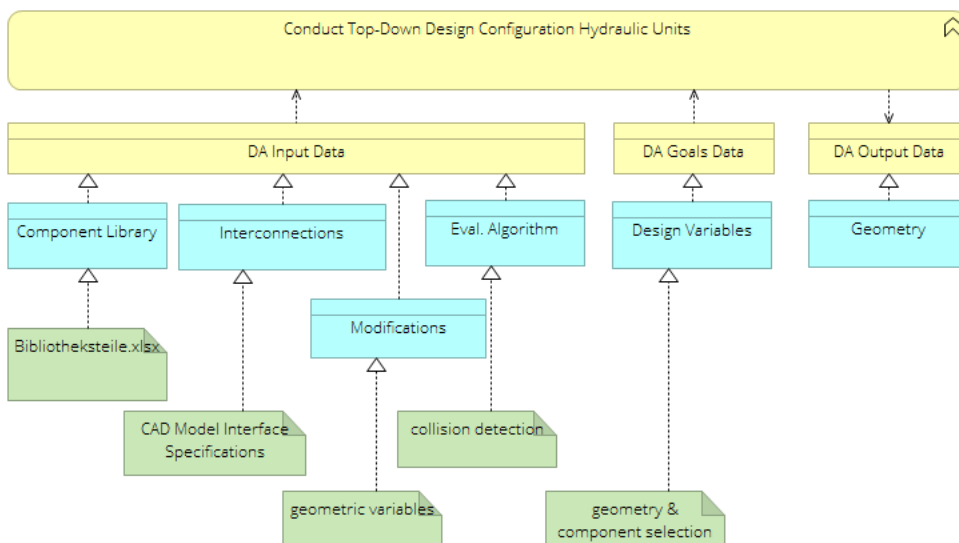 Conduct Top-Down Design Configuration Hydraulic Units
DA Input Data
DA Goals Data
DA Output Data
Component Library
Interconnections
Eval. Algorithm
Design Variables
Geometry
Modifications
Bibliotheksteile.xlsx
CAD Model Interface
Specifications
collision detection
geometric variables
geometry &
component selection